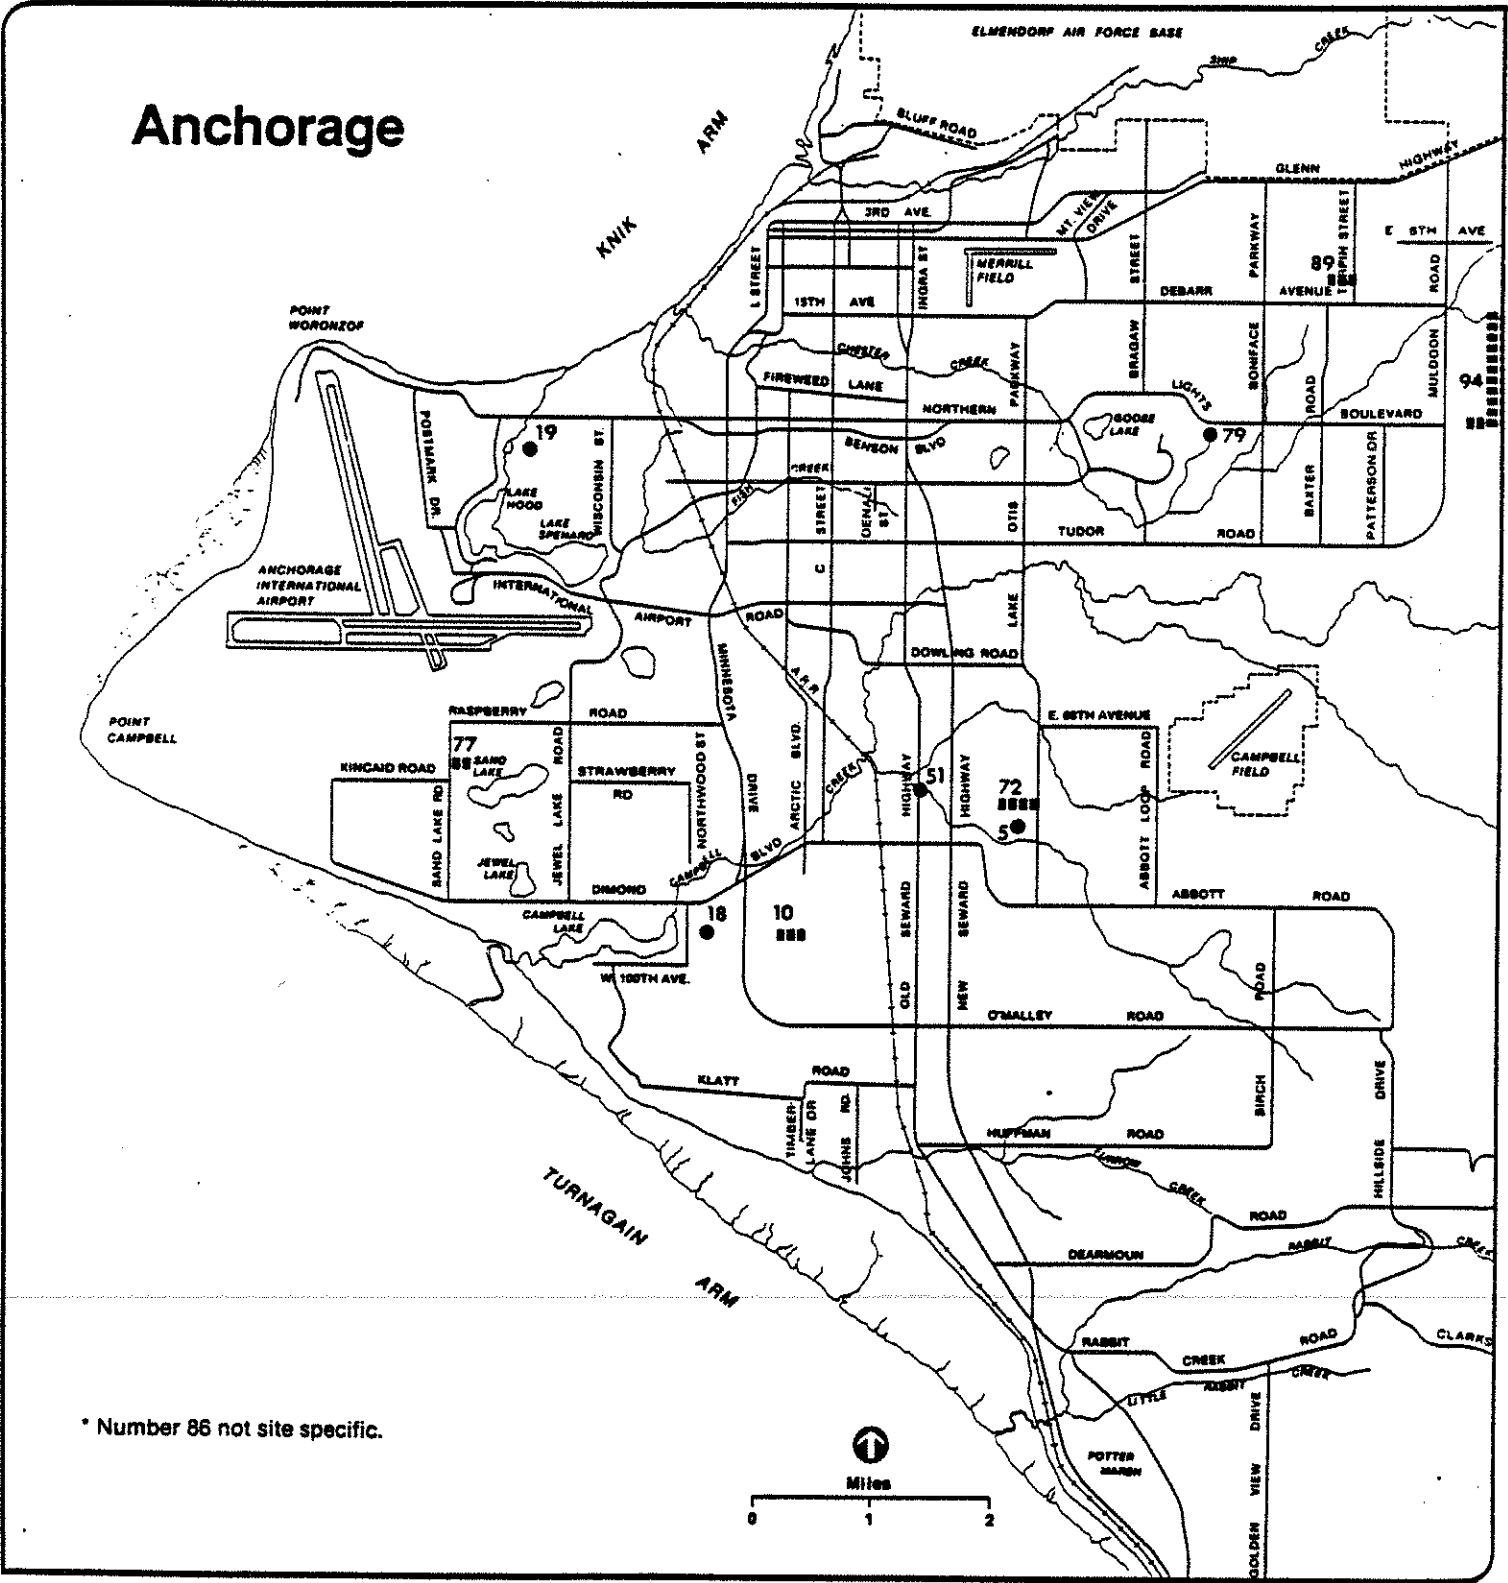 Anchorage
ELMENDORF AIR FORCE BASE
SHIP
CREEK
ARM
BLUFF ROAD
KNIK
GLENN
HIGHWAY
3RD AVE.
MT. VIEW
DRIVE
E 6TH AVE
L STREET
INGRA ST
MERRILL
FIELD
STREET
PARKWAY
89
STREET
ROAD
15TH AVE
DEBARR
AVENUE
POINT
WORONZOF
CHESTER
CREEK
PARKWAY
BRAGAW
BONIFACE
ROAD
MULDOON
94
FIREWEED LANE
LIGHTS
NORTHERN
BOULEVARD
POSTMARK DR.
19
WISCONSIN ST.
BENSON BLVD
GOOSE
LAKE
79
CREEK
FISH
LAKE
HOOD
LAKE
SPENARD
C STREET
DENALI
ST
OTIS
LAKE
BAXTER
PATTERSON DR
TUDOR
ROAD
ANCHORAGE
INTERNATIONAL
AIRPORT
INTERNATIONAL
AIRPORT
ROAD
DOWLING ROAD
MINNESOTA
DRIVE
A R R
POINT
CAMPBELL
RASPBERRY
ROAD
E. 68TH AVENUE
77
SAND
LAKE
KINCAID ROAD
SAND LAKE RD
JEWEL LAKE ROAD
STRAWBERRY
RD
NORTHWOOD ST
ARCTIC BLVD.
CREEK
CAMPBELL
51
HIGHWAY
HIGHWAY
72
5
ABBOTT LOOP ROAD
CAMPBELL
FIELD
JEWEL
LAKE
DIMOND
BLVD
ABBOTT
ROAD
CAMPBELL
LAKE
18
10
OLD SEWARD
NEW SEWARD
W. 100TH AVE.
O'MALLEY
ROAD
BIRCH ROAD
KLATT
ROAD
TIMBER-
LANE DR
JOHNS RD.
HUFFMAN
ROAD
HILLSIDE DRIVE
CREEK
TURNAGAIN
ARM
DEARMOUN
ROAD
RABBIT
CREEK
RABBIT
CREEK
ROAD
CLARKS
LITTLE
RABBIT
CREEK
GOLDEN VIEW DRIVE
POTTER
MARSH
* Number 86 not site specific.
Miles
0 1 2